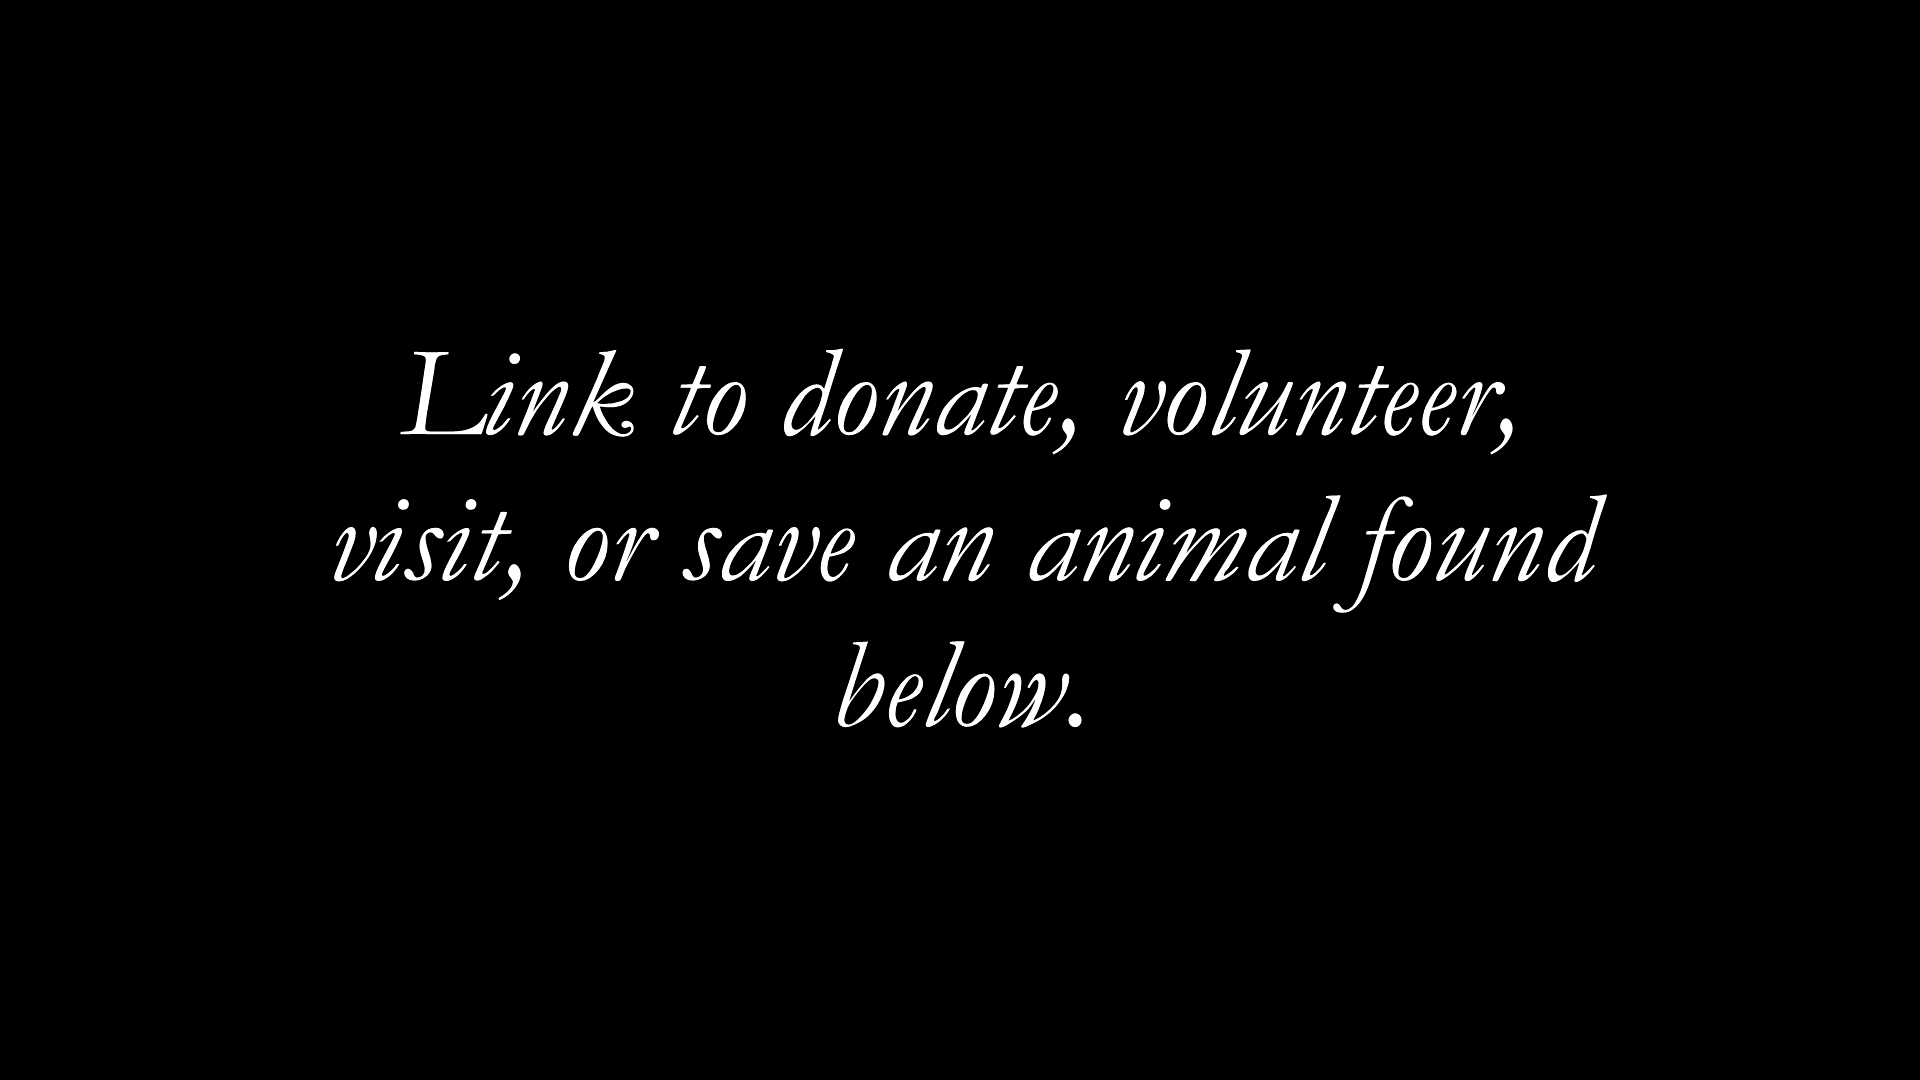 Link to donate, volunteer,
visit, or save an animal found
below.